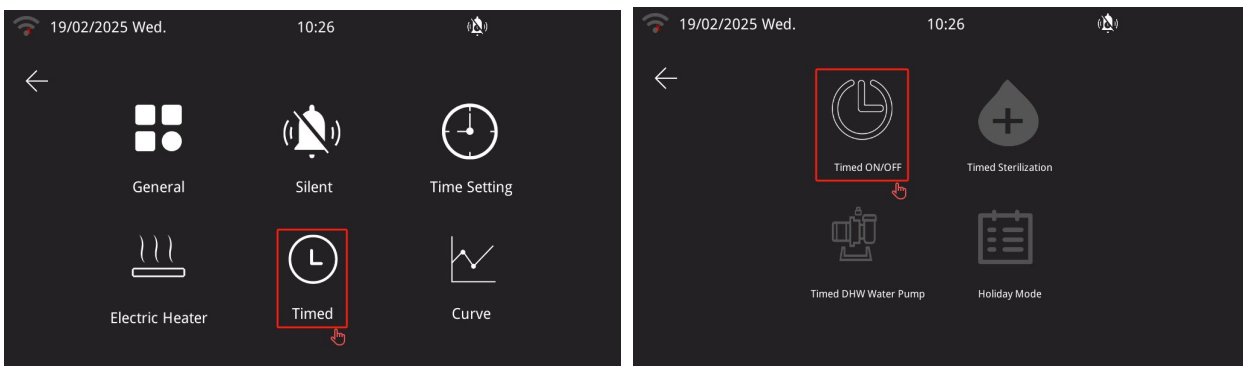 19/02/2025 Wed. 10:26
General Silent Time Setting
Electric Heater Timed Curve
19/02/2025 Wed. 10:26
Timed ON/OFF Timed Sterilization
Timed DHW Water Pump Holiday Mode